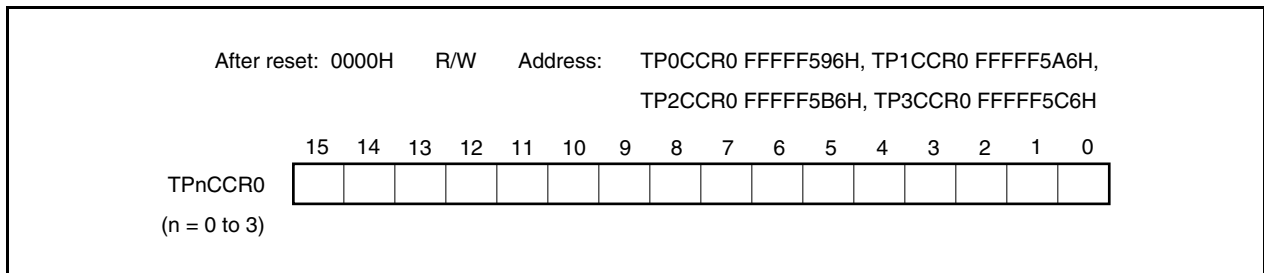 After reset: 0000H R/W Address: TP0CCR0 FFFFF596H, TP1CCR0 FFFFF5A6H,
TP2CCR0 FFFFF5B6H, TP3CCR0 FFFFF5C6H
15 14 13 12 11 10 9 8 7 6 5 4 3 2 1 0
TPnCCR0
(n = 0 to 3)